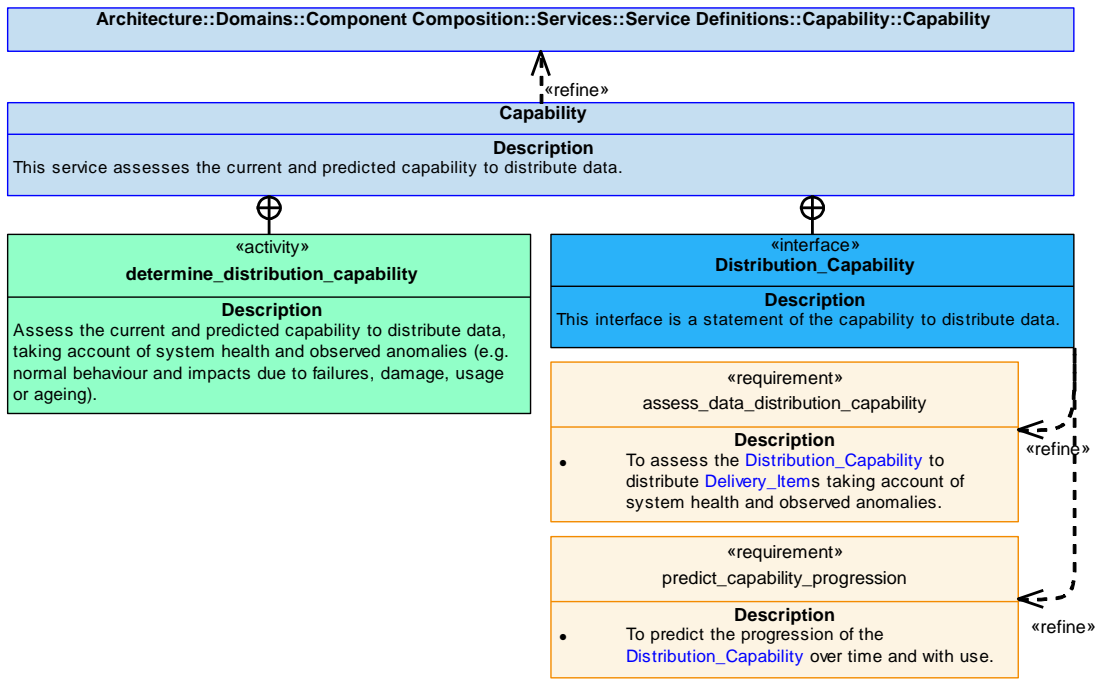 Architecture::Domains::Component Composition::Services::Service Definitions::Capability::Capability
«refine»
Capability
Description
This service assesses the current and predicted capability to distribute data.
«activity»
determine_distribution_capability
Description
Assess the current and predicted capability to distribute data,
taking account of system health and observed anomalies (e.g.
normal behaviour and impacts due to failures, damage, usage
or ageing).
«interface»
Distribution_Capability
Description
This interface is a statement of the capability to distribute data.
«requirement»
assess_data_distribution_capability
Description
• To assess the Distribution_Capability to
distribute Delivery_Items taking account of
system health and observed anomalies.
«refine»
«requirement»
predict_capability_progression
Description
• To predict the progression of the
Distribution_Capability over time and with use.
«refine»